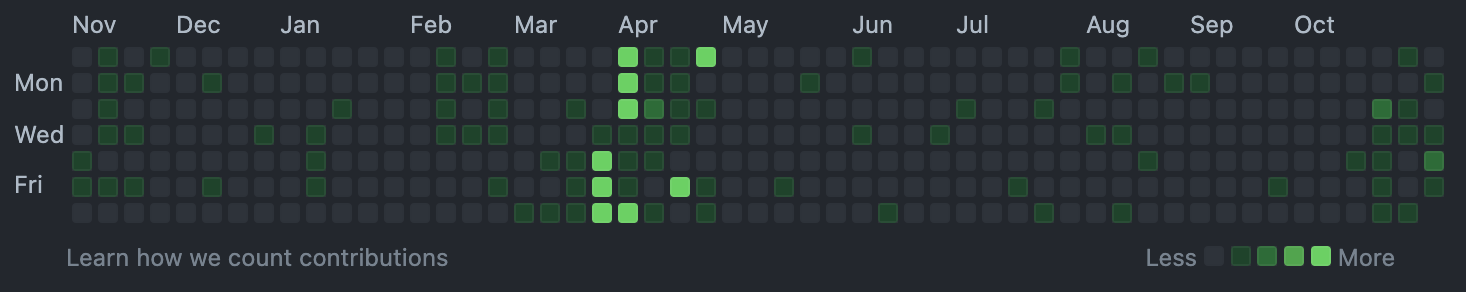 Nov Dec Jan Feb Mar Apr May Jun Jul Aug Sep Oct
Mon
Wed
Fri
Learn how we count contributions Less More